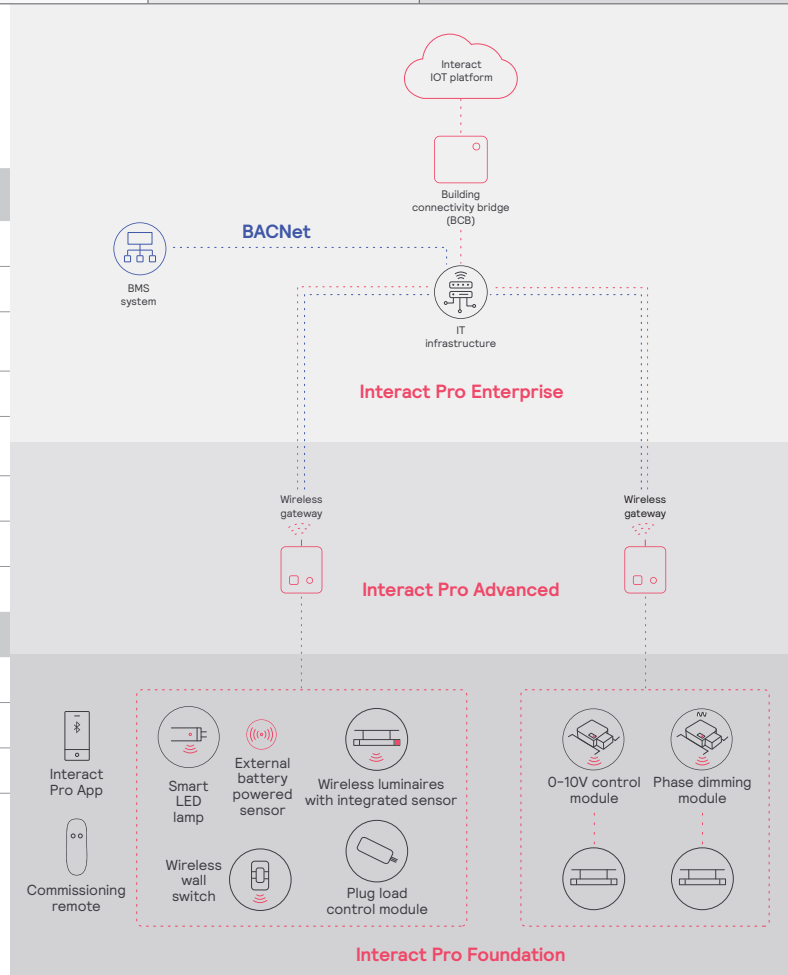 Interact
IOT platform
Building
connectivity bridge
(BCB)
BACNet
BMS
system
IT
infrastructure
Interact Pro Enterprise
Wireless
gateway
Wireless
gateway
Interact Pro Advanced
Interact
Pro App
Smart
LED
lamp
External
battery
powered
sensor
Wireless luminaires
with integrated sensor
0-10V control
module
Phase dimming
module
Commissioning
remote
Wireless
wall
switch
Plug load
control module
Interact Pro Foundation